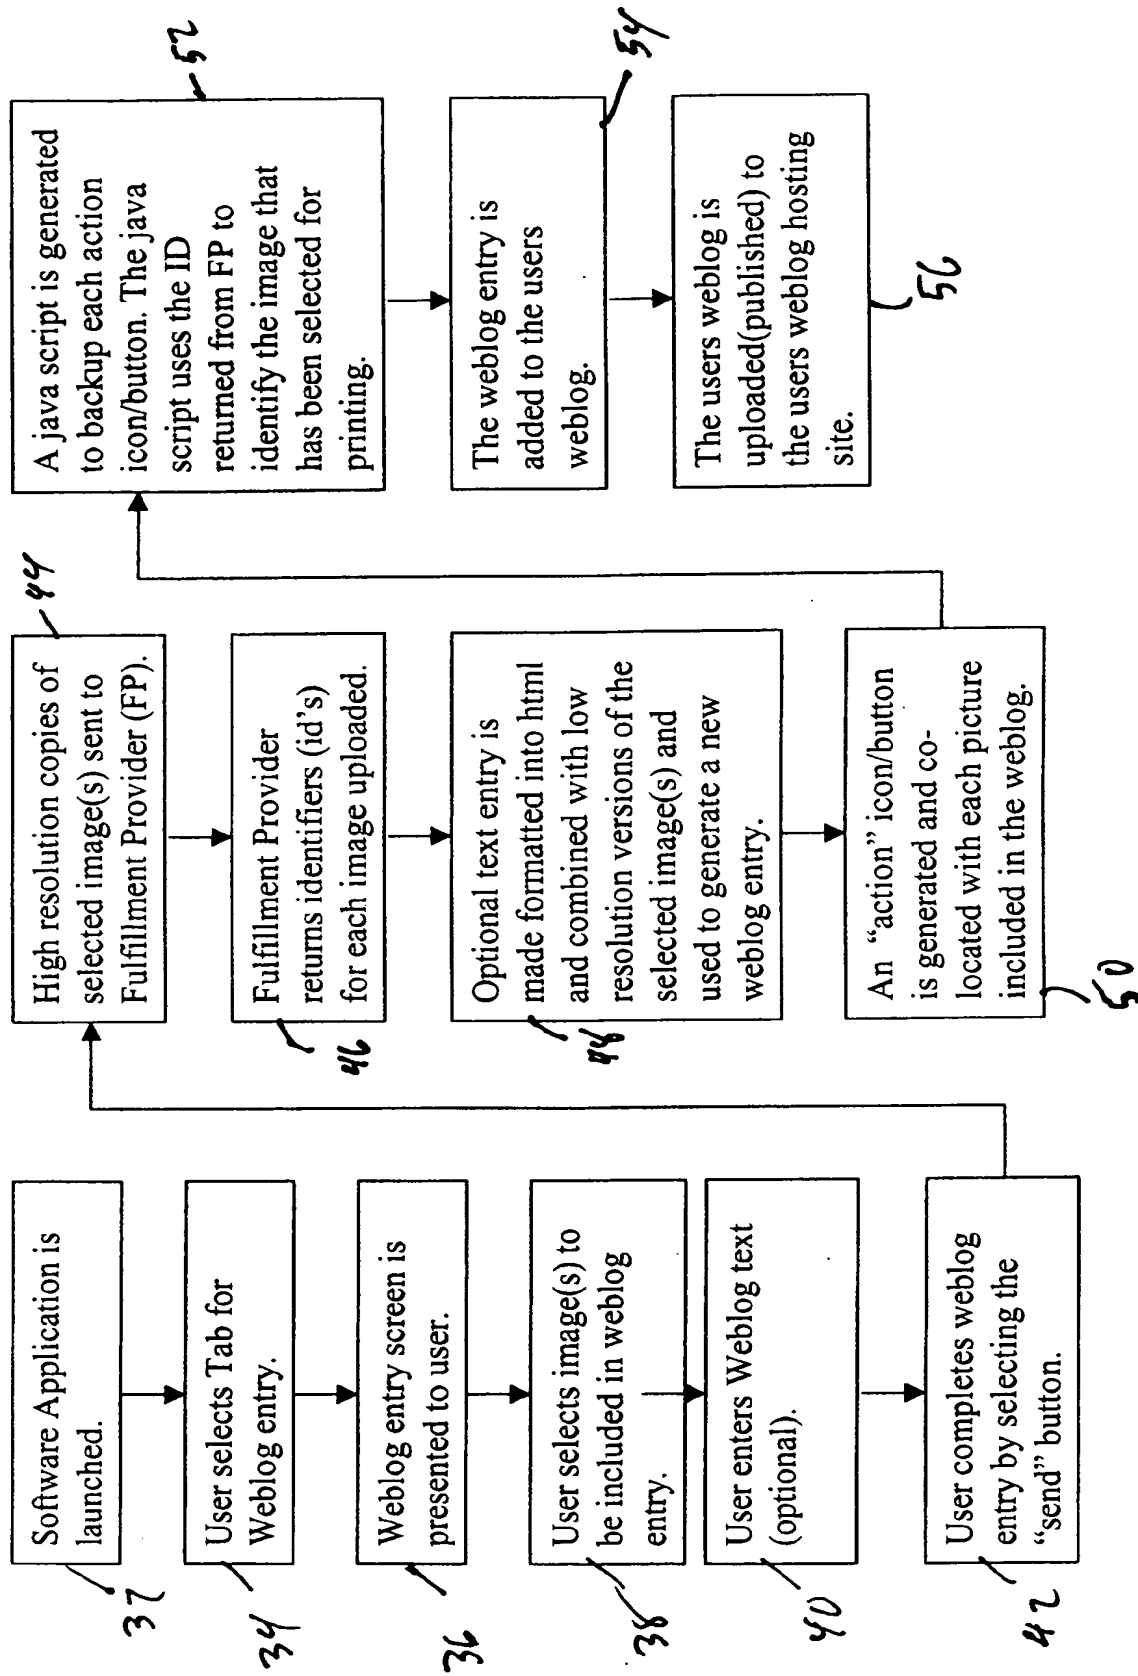 Software Application is
launched.
32
User selects Tab for
Weblog entry.
34
Weblog entry screen is
presented to user.
36
User selects image(s) to
be included in weblog
entry.
38
User enters Weblog text
(optional).
40
User completes weblog
entry by selecting the
“send” button.
42
High resolution copies of
selected image(s) sent to
Fulfillment Provider (FP).
44
Fulfillment Provider
returns identifiers (id's)
for each image uploaded.
46
Optional text entry is
made formatted into html
and combined with low
resolution versions of the
selected image(s) and
used to generate a new
weblog entry.
48
An “action” icon/button
is generated and co-
located with each picture
included in the weblog.
50
A java script is generated
to backup each action
icon/button. The java
script uses the ID
returned from FP to
identify the image that
has been selected for
printing.
52
The weblog entry is
added to the users
weblog.
54
The users weblog is
uploaded(published) to
the users weblog hosting
site.
56